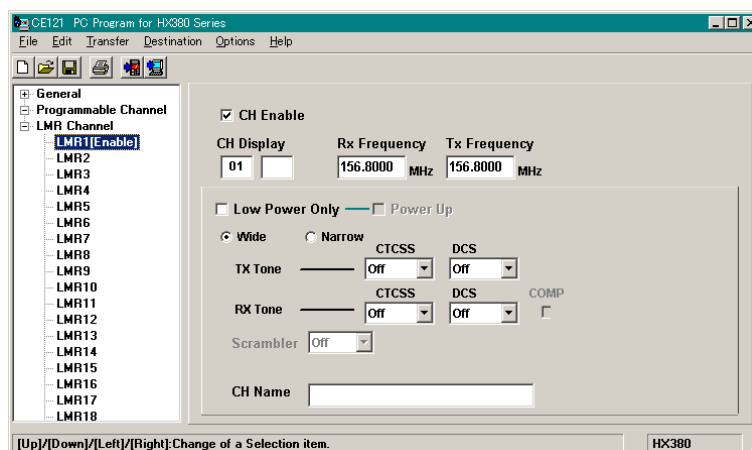 CE121 PC Program for HX380 Series
File Edit Transfer Destination Options Help
General
Programmable Channel
LMR Channel
LMR1[Enable]
LMR2
LMR3
LMR4
LMR5
LMR6
LMR7
LMR8
LMR9
LMR10
LMR11
LMR12
LMR13
LMR14
LMR15
LMR16
LMR17
LMR18
CH Enable
CH Display Rx Frequency Tx Frequency
01 156.8000 MHz 156.8000 MHz
Low Power Only Power Up
Wide Narrow
CTCSS DCS
TX Tone Off Off
CTCSS DCS COMP
RX Tone Off Off
Scrambler Off
CH Name
[Up]/[Down]/[Left]/[Right]:Change of a Selection item. HX380